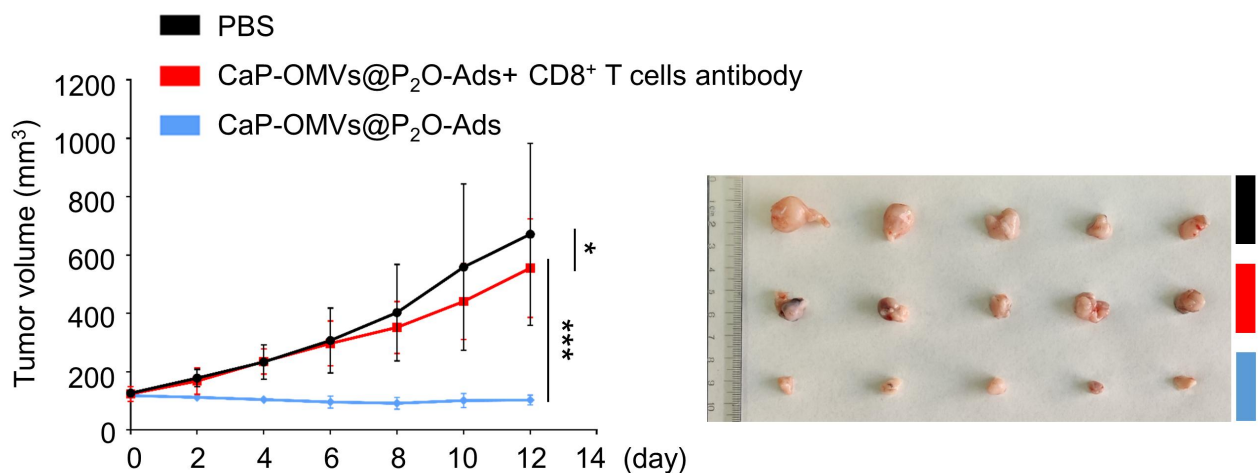 PBS
CaP-OMVs@P₂O-Ads+ CD8⁺ T cells antibody
CaP-OMVs@P₂O-Ads
Tumor volume (mm³)
1200
1000
800
600
400
200
0
0 2 4 6 8 10 12 14 (day)
*
***